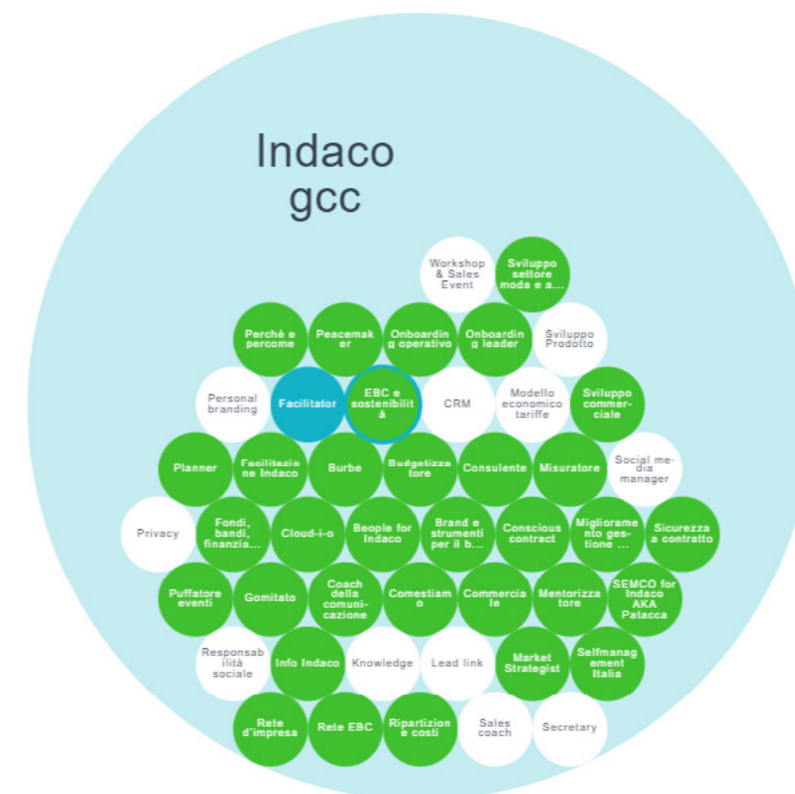 Indaco
gcc
Workshop
& Sales
Event
Sviluppo
settore
moda e a...
Perchè e
percome
Peacemak
er
Onboardin
g operativo
Onboardin
g leader
Sviluppo
Prodotto
Personal
branding
Facilitator
EBC e
sostenibilit
à
CRM
Modello
economico
tariffe
Sviluppo
commer-
ciale
Planner
Facilitazio
ne Indaco
Burbe
Budgetizza
tore
Consulente
Misuratore
Social me-
dia
manager
Privacy
Fondi,
bandi,
finanzia...
Cloud-i-o
Beople for
Indaco
Brand e
strumenti
per il b...
Conscious
contract
Migliorame
nto ges-
tione ...
Sicurezza
a contratto
Puffatore
eventi
Gomitato
Coach
della
comuni-
cazione
Comestiam
o
Commercia
le
Mentorizza
tore
SEMCO for
Indaco
AKA
Patacca
Responsab
ilità
sociale
Info Indaco
Knowledge
Lead link
Market
Strategist
Selfmanag
ement
Italia
Rete
d'impresa
Rete EBC
Ripartizion
e costi
Sales
coach
Secretary